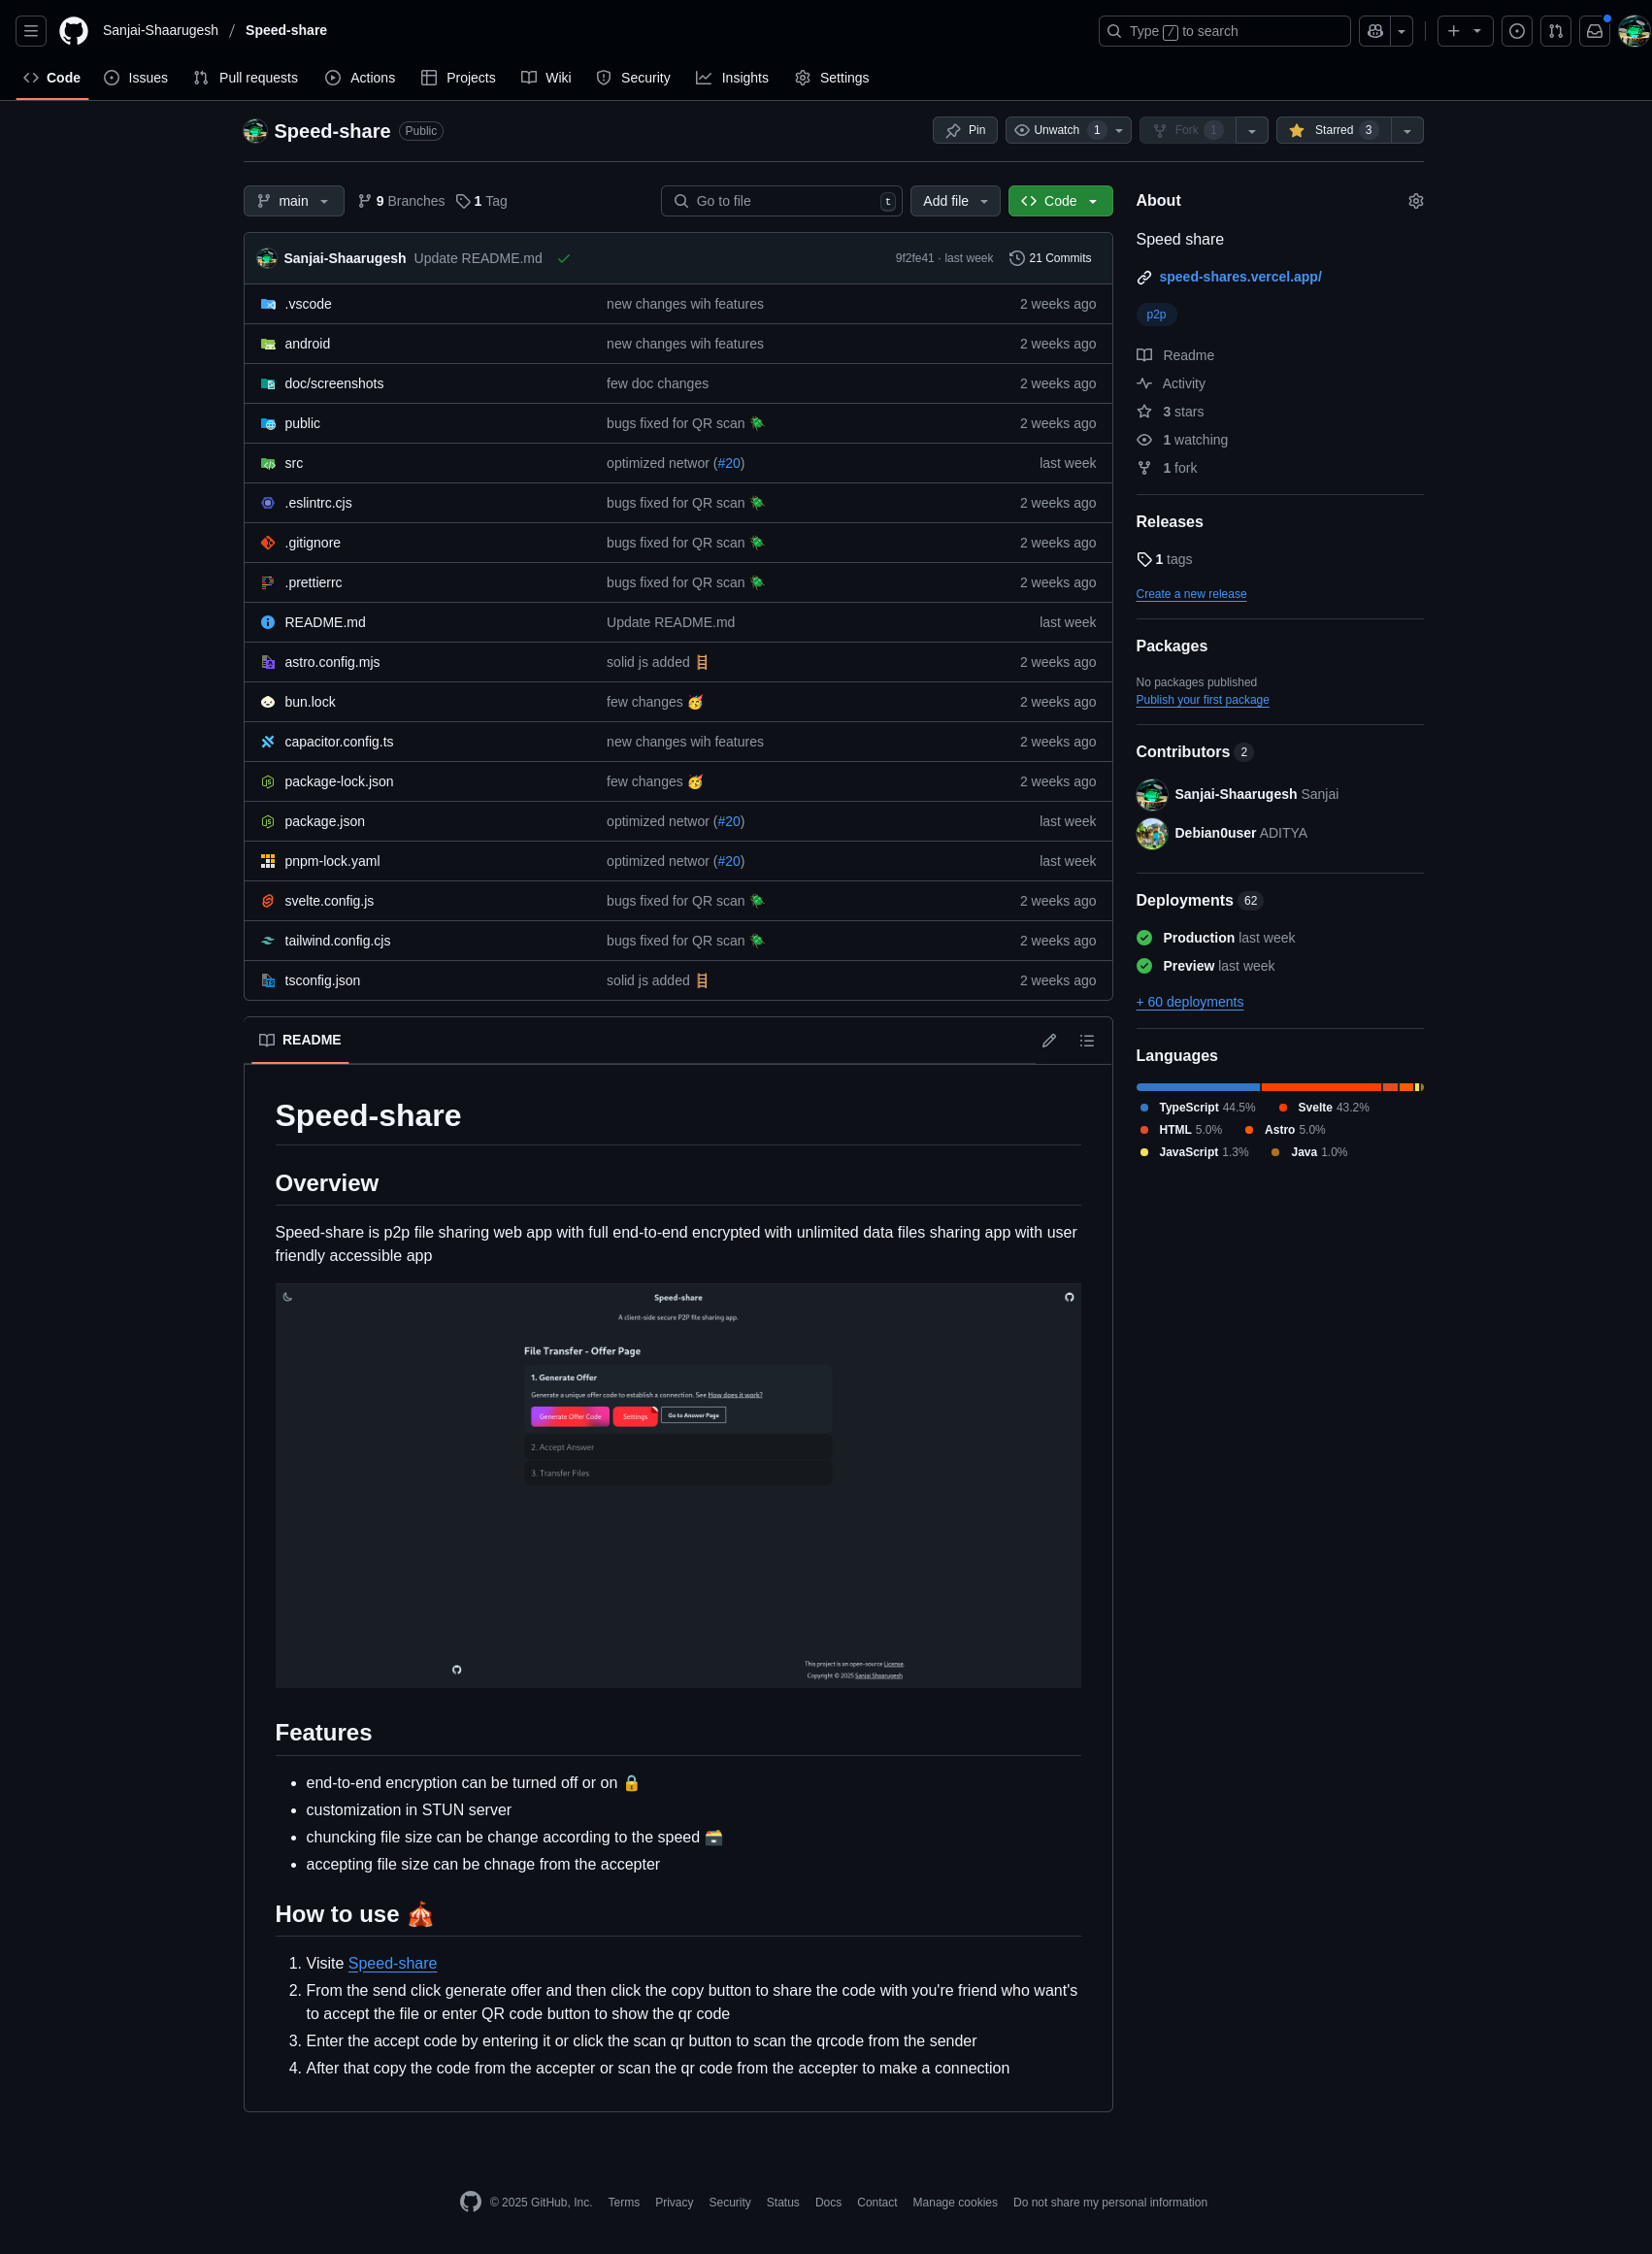 Sanjai-Shaarugesh / Speed-share
Type / to search
Code Issues Pull requests Actions Projects Wiki Security Insights Settings
Speed-share Public
Pin Unwatch 1 Fork 1 Starred 3
main 9 Branches 1 Tag
Go to file t Add file Code
Sanjai-Shaarugesh Update README.md 9f2fe41 · last week 21 Commits
.vscode new changes wih features 2 weeks ago
android new changes wih features 2 weeks ago
doc/screenshots few doc changes 2 weeks ago
public bugs fixed for QR scan 🪲 2 weeks ago
src optimized networ (#20) last week
.eslintrc.cjs bugs fixed for QR scan 🪲 2 weeks ago
.gitignore bugs fixed for QR scan 🪲 2 weeks ago
.prettierrc bugs fixed for QR scan 🪲 2 weeks ago
README.md Update README.md last week
astro.config.mjs solid js added 🪜 2 weeks ago
bun.lock few changes 🥳 2 weeks ago
capacitor.config.ts new changes wih features 2 weeks ago
package-lock.json few changes 🥳 2 weeks ago
package.json optimized networ (#20) last week
pnpm-lock.yaml optimized networ (#20) last week
svelte.config.js bugs fixed for QR scan 🪲 2 weeks ago
tailwind.config.cjs bugs fixed for QR scan 🪲 2 weeks ago
tsconfig.json solid js added 🪜 2 weeks ago
README
Speed-share
Overview
Speed-share is p2p file sharing web app with full end-to-end encrypted with unlimited data files sharing app with user
friendly accessible app
Speed-share
A client-side secure P2P file sharing app.
File Transfer - Offer Page
1. Generate Offer
Generate a unique offer code to establish a connection. See How does it work?
Generate Offer Code Settings Go to Answer Page
2. Accept Answer
3. Transfer Files
This project is an open-source License.
Copyright © 2025 Sanjai Shaarugesh
Features
• end-to-end encryption can be turned off or on 🔒
• customization in STUN server
• chuncking file size can be change according to the speed 🗃️
• accepting file size can be chnage from the accepter
How to use 🎪
1. Visite Speed-share
2. From the send click generate offer and then click the copy button to share the code with you're friend who want's
to accept the file or enter QR code button to show the qr code
3. Enter the accept code by entering it or click the scan qr button to scan the qrcode from the sender
4. After that copy the code from the accepter or scan the qr code from the accepter to make a connection
About
Speed share
speed-shares.vercel.app/
p2p
Readme
Activity
3 stars
1 watching
1 fork
Releases
1 tags
Create a new release
Packages
No packages published
Publish your first package
Contributors 2
Sanjai-Shaarugesh Sanjai
Debian0user ADITYA
Deployments 62
Production last week
Preview last week
+ 60 deployments
Languages
TypeScript 44.5% Svelte 43.2%
HTML 5.0% Astro 5.0%
JavaScript 1.3% Java 1.0%
© 2025 GitHub, Inc. Terms Privacy Security Status Docs Contact Manage cookies Do not share my personal information